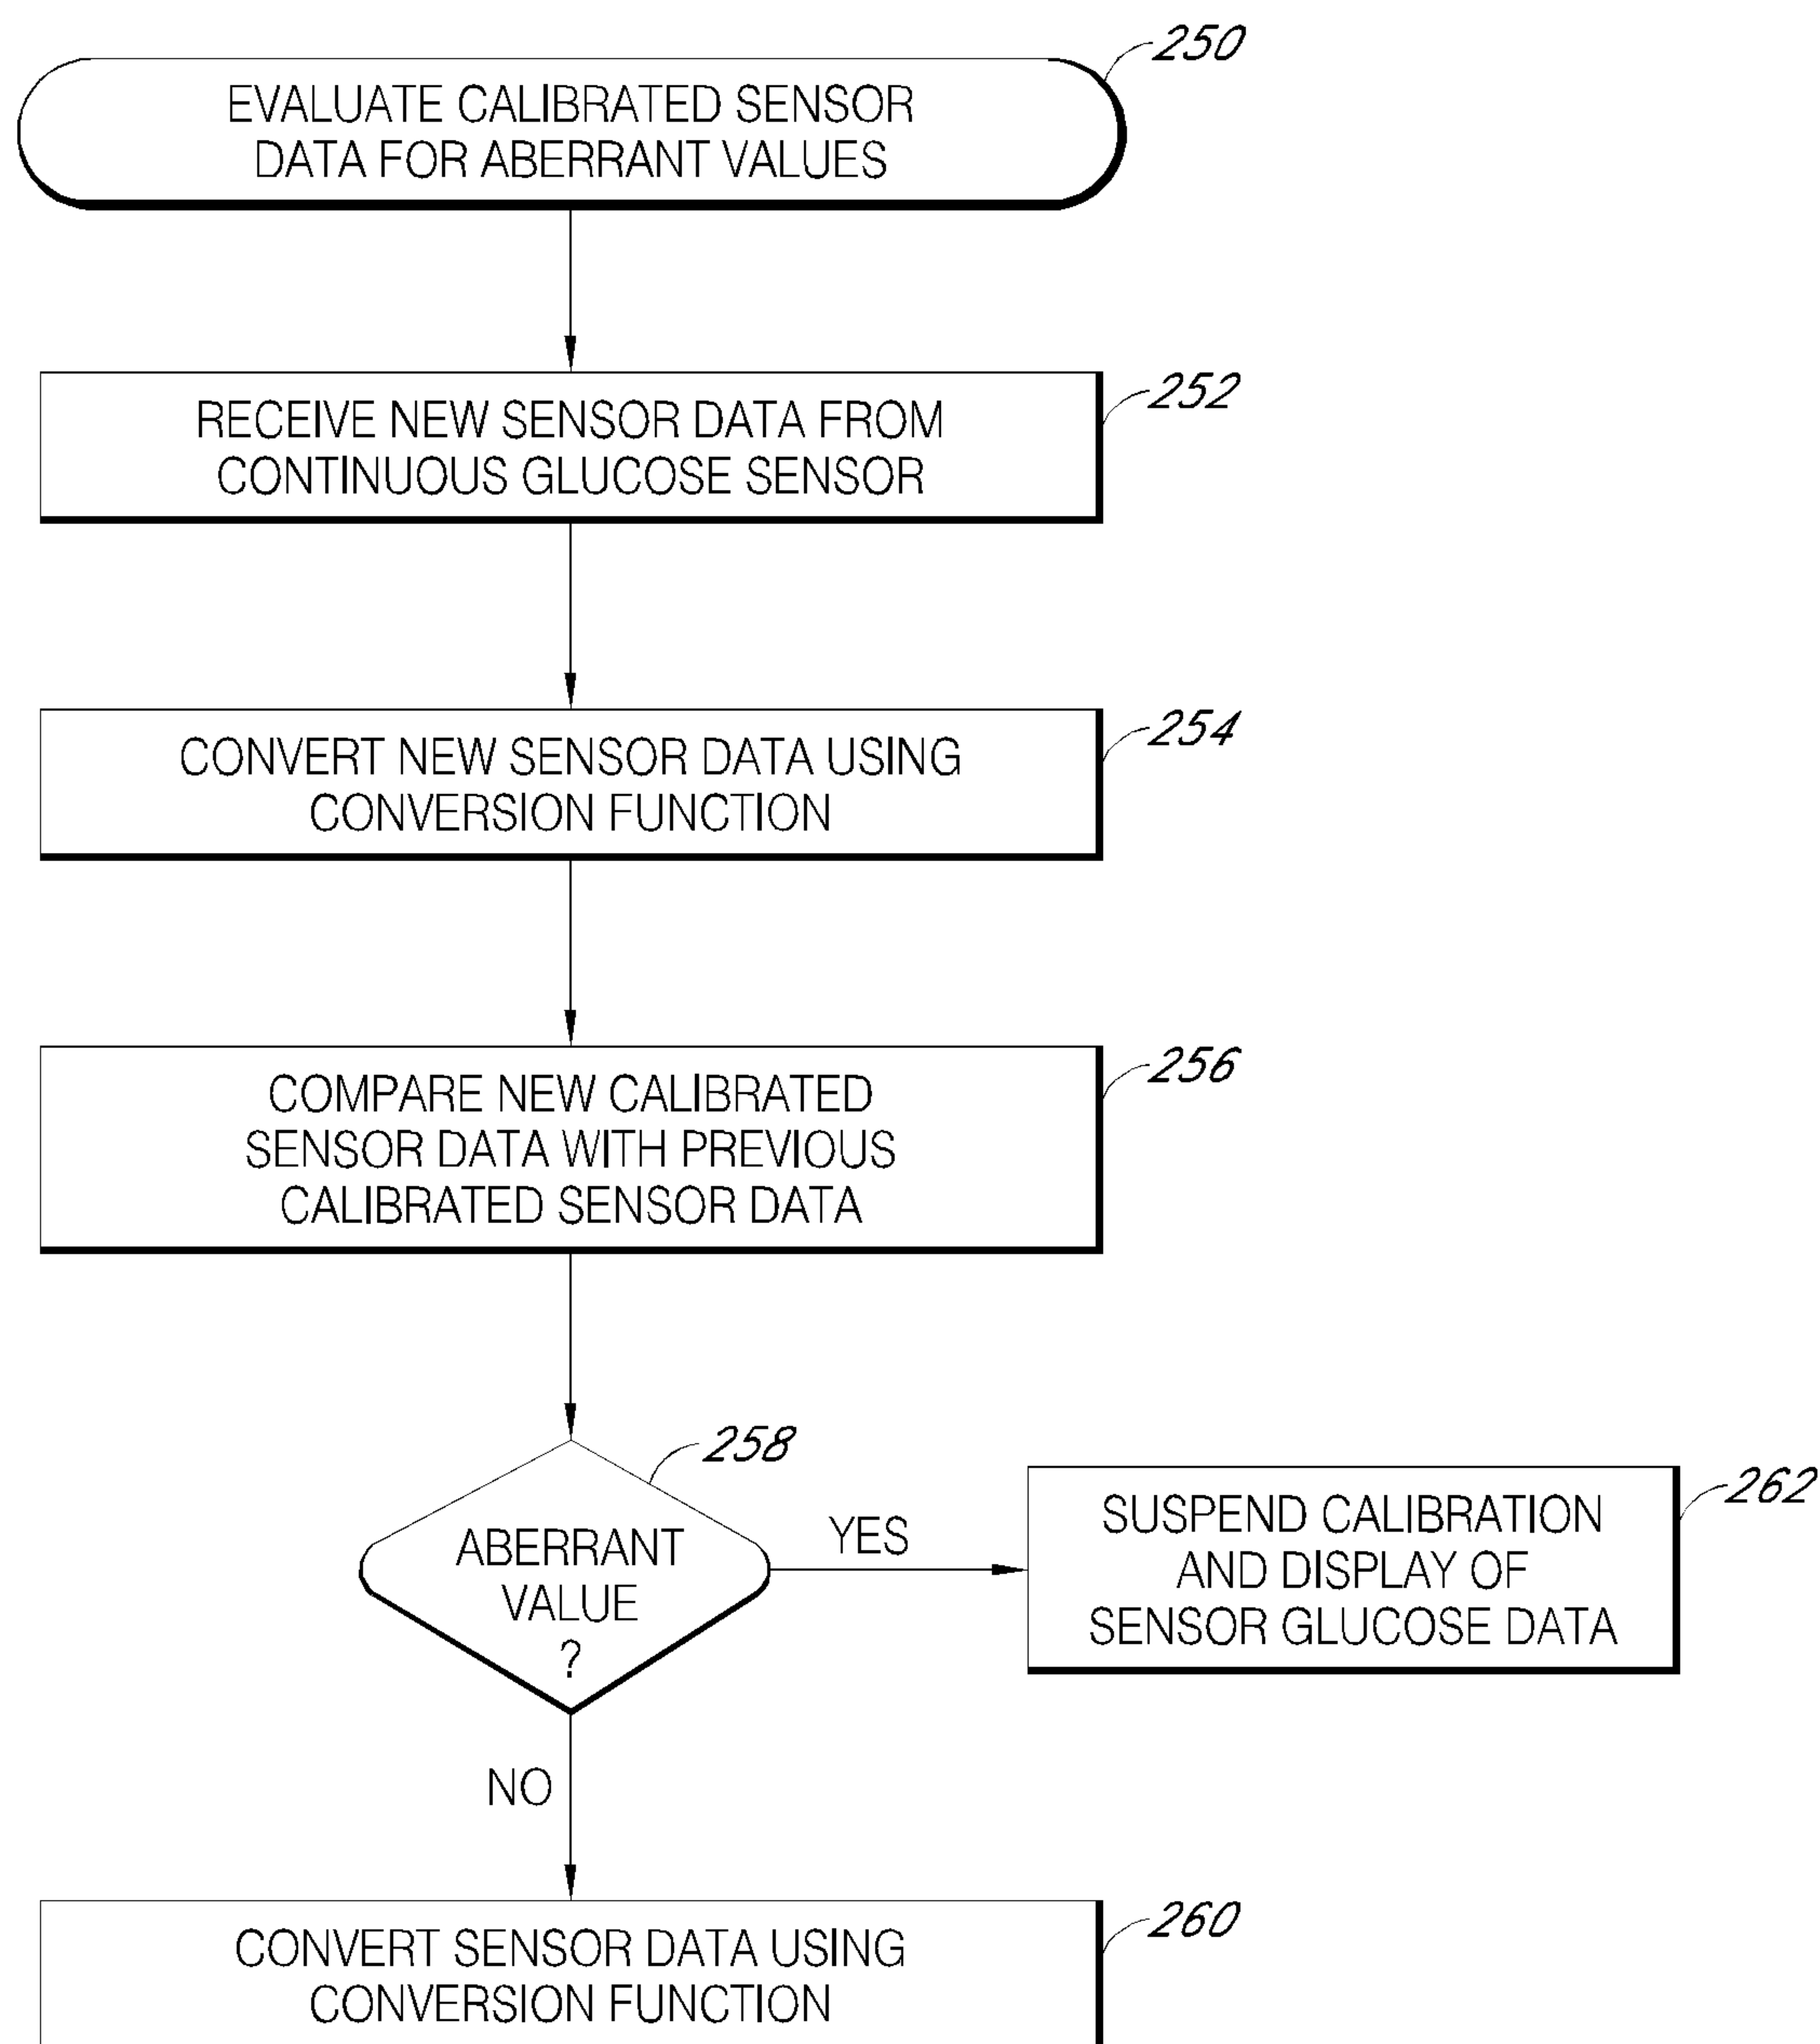 250
EVALUATE CALIBRATED SENSOR
DATA FOR ABERRANT VALUES
252
RECEIVE NEW SENSOR DATA FROM
CONTINUOUS GLUCOSE SENSOR
254
CONVERT NEW SENSOR DATA USING
CONVERSION FUNCTION
256
COMPARE NEW CALIBRATED
SENSOR DATA WITH PREVIOUS
CALIBRATED SENSOR DATA
258
ABERRANT
VALUE
?
YES
262
SUSPEND CALIBRATION
AND DISPLAY OF
SENSOR GLUCOSE DATA
NO
260
CONVERT SENSOR DATA USING
CONVERSION FUNCTION